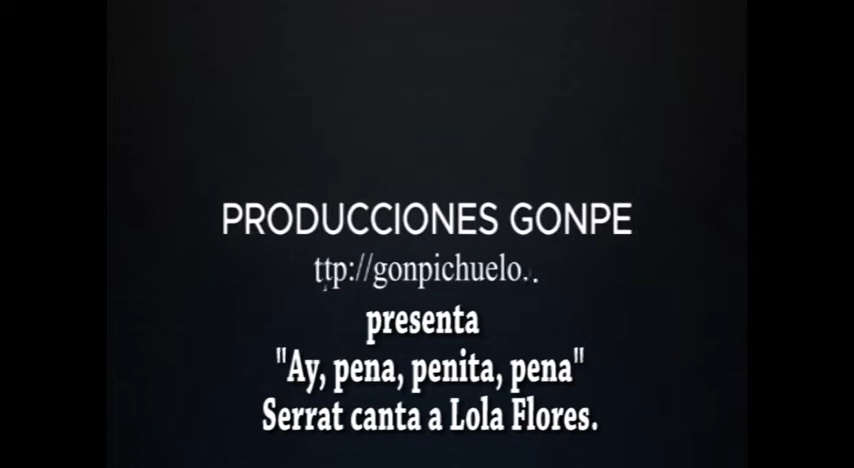 PRODUCCIONES GONPE
ttp://gonpichuelo. .
presenta
"Ay, pena, penita, pena"
Serrat canta a Lola Flores.